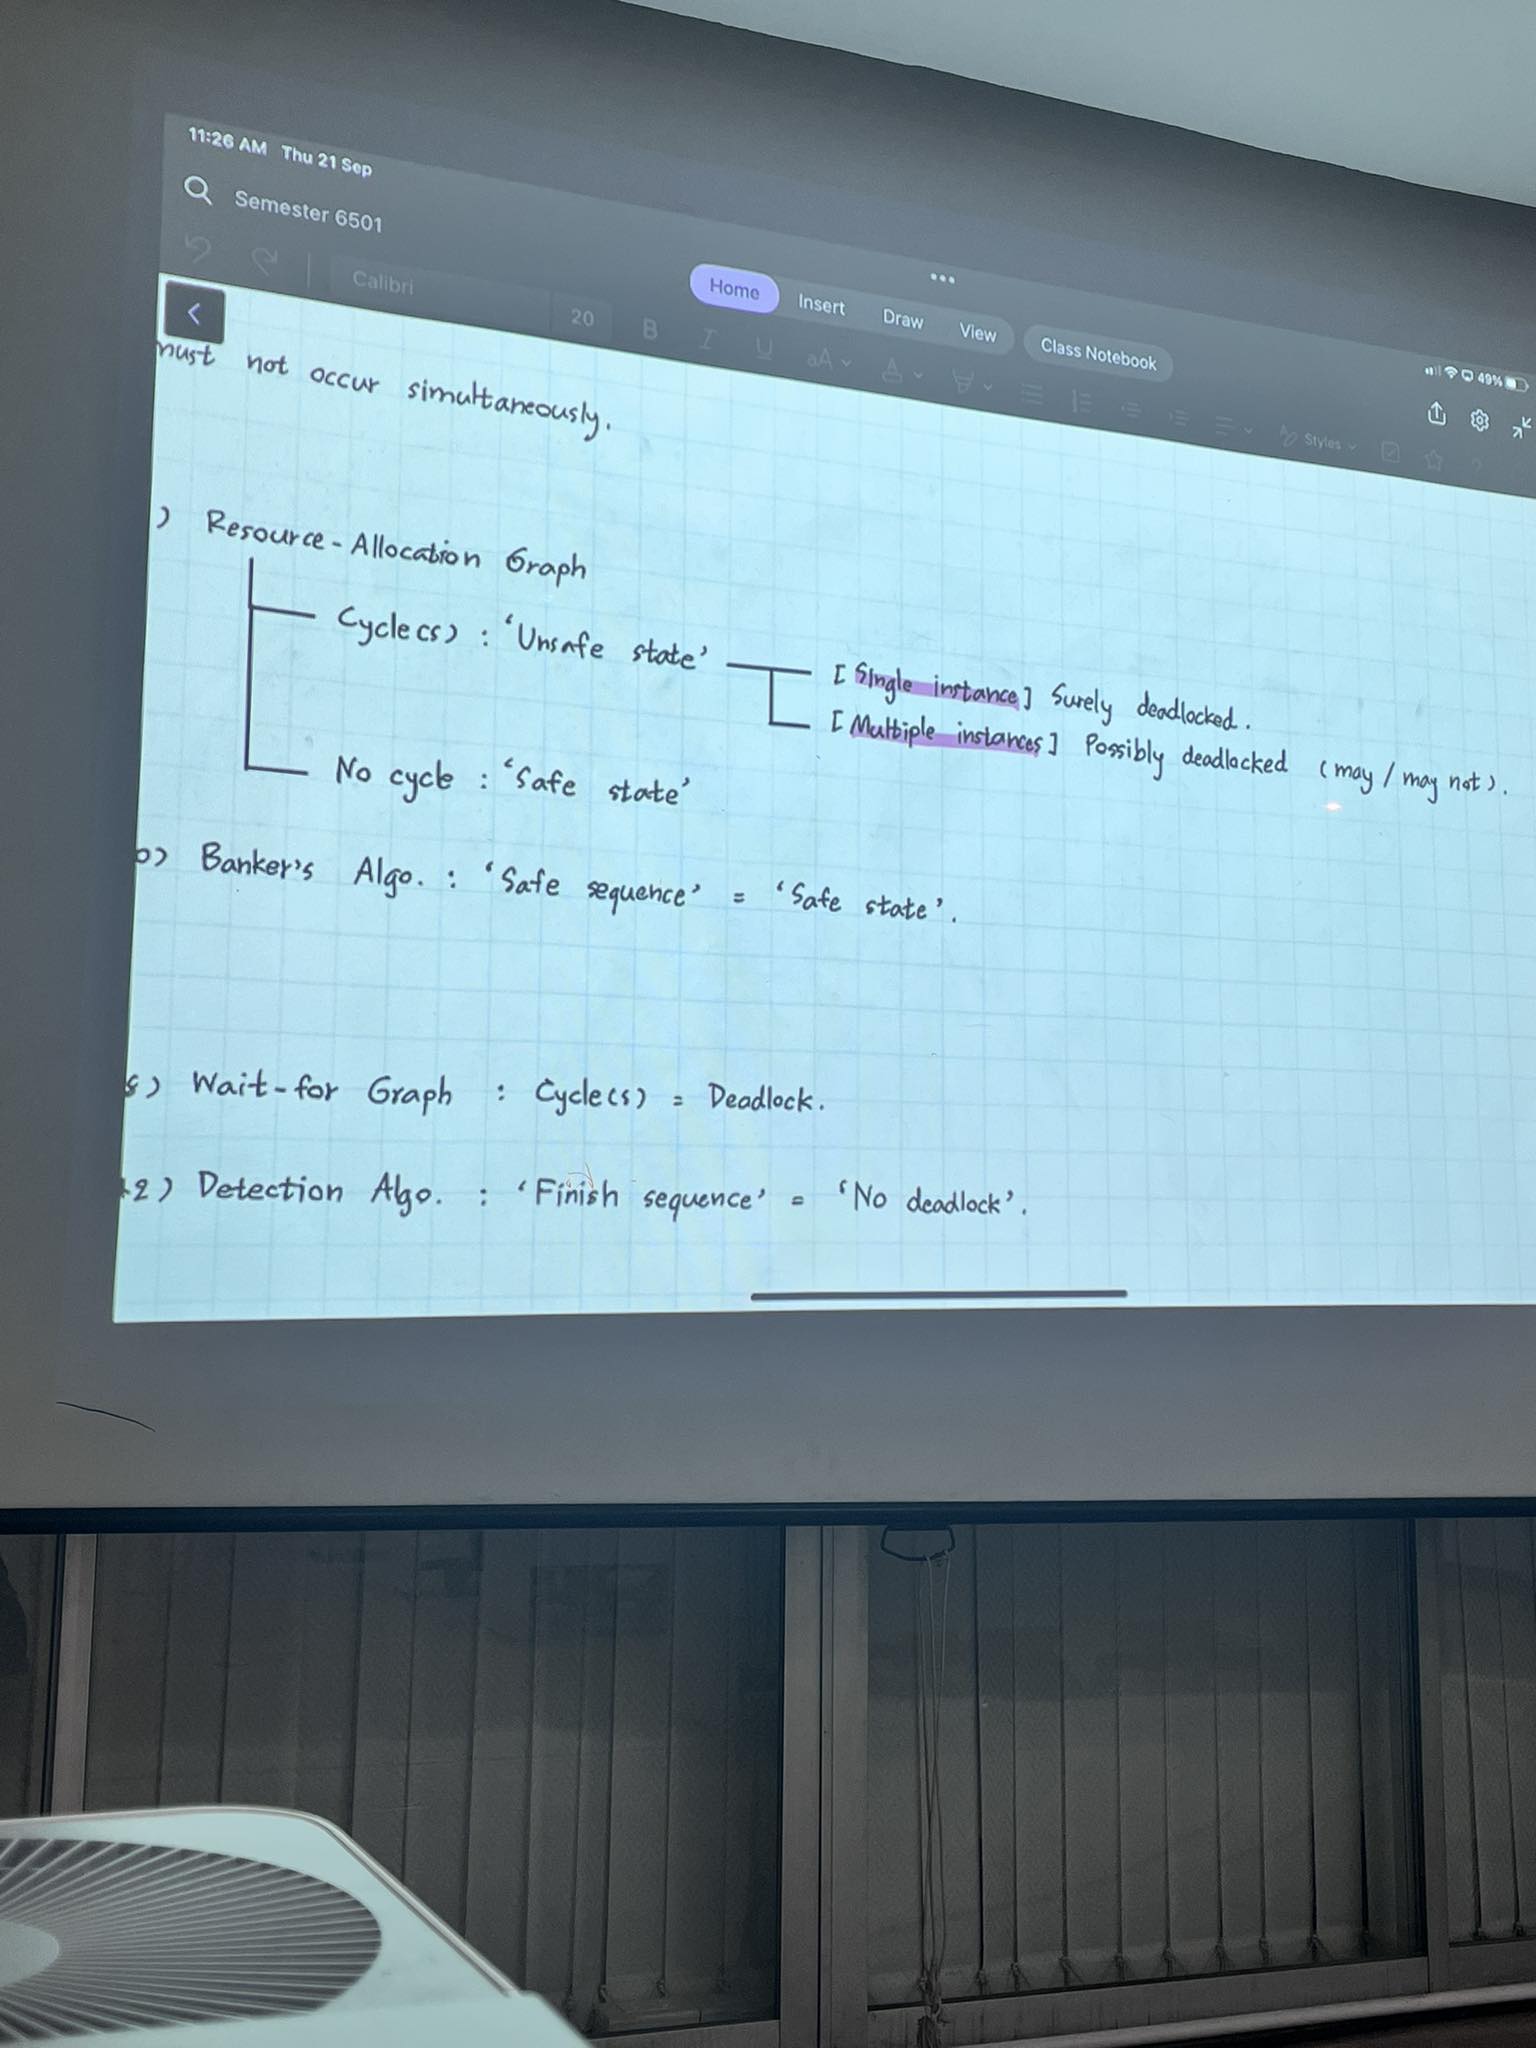 11:26 AM Thu 21 Sep
49%
Semester 6501
Calibri
20
B I U aA A
Home Insert Draw View Class Notebook
Styles
must not occur simultaneously.
) Resource-Allocation Graph
Cycle(s) : 'Unsafe state'
[Single instance] Surely deadlocked.
[Multiple instances] Possibly deadlocked (may / may not).
No cycle : 'Safe state'
b) Banker's Algo. : 'Safe sequence' = 'Safe state'.
) Wait-for Graph : Cycle(s) = Deadlock.
2) Detection Algo. : 'Finish sequence' = 'No deadlock'.